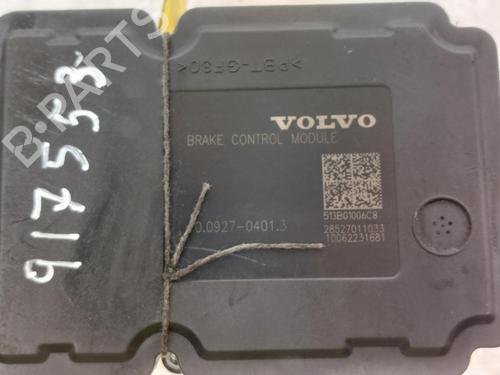 >PBT-GF30<
VOLVO
BRAKE CONTROL MODULE
513B01006C8
0.0927-0401.3
28527011033
10062231681
917553
B-PARTS